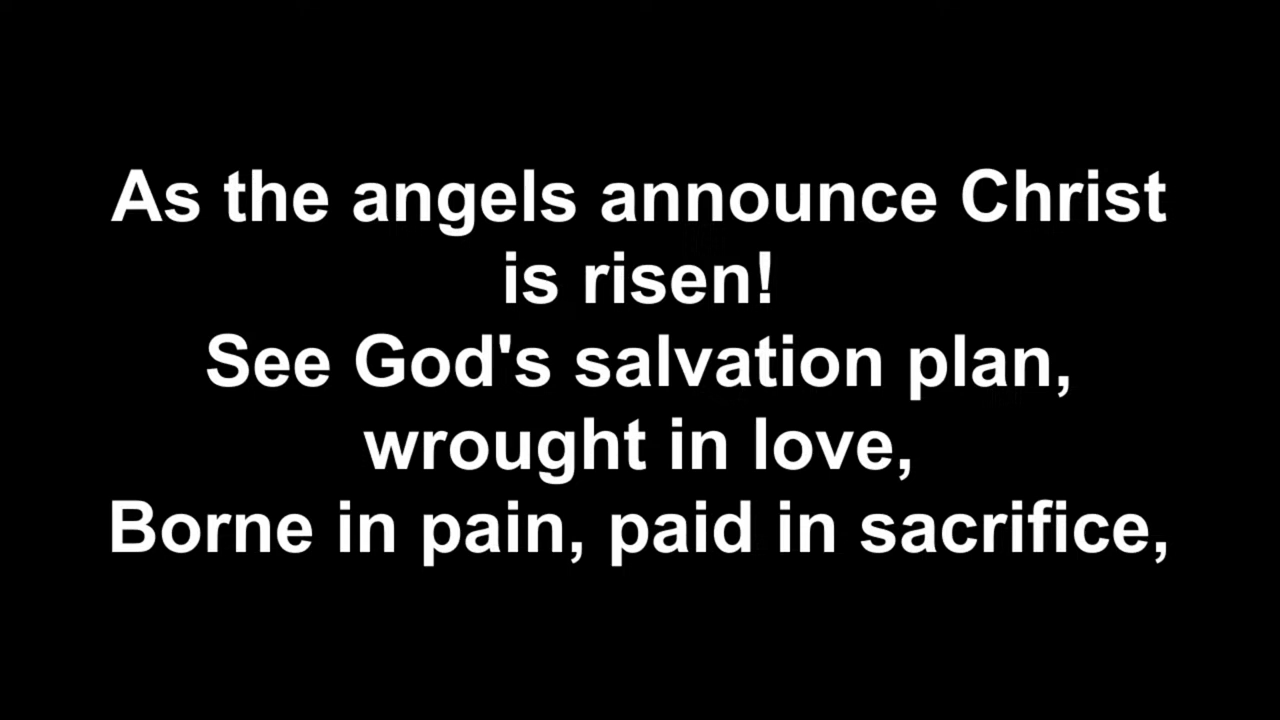 As the angels announce Christ
is risen!
See God's salvation plan,
wrought in love,
Borne in pain, paid in sacrifice,